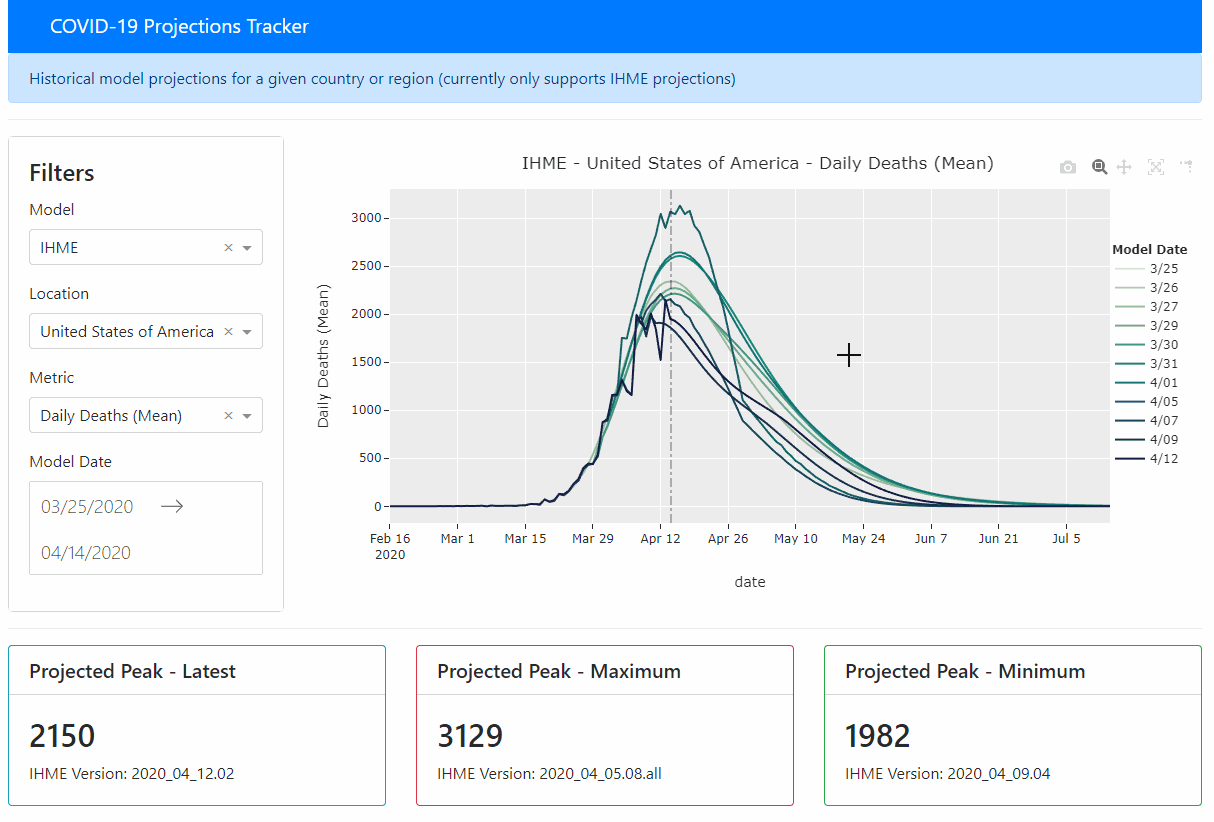 COVID-19 Projections Tracker
Historical model projections for a given country or region (currently only supports IHME projections)
Filters
Model
IHME × 
Location
United States of America ×
Metric
Daily Deaths (Mean) ×
Model Date
03/25/2020 →
04/14/2020
IHME - United States of America - Daily Deaths (Mean)
Daily Deaths (Mean)
3000
2500
2000
1500
1000
500
0
Feb 16 Mar 1 Mar 15 Mar 29 Apr 12 Apr 26 May 10 May 24 Jun 7 Jun 21 Jul 5
2020
date
Model Date
3/25
3/26
3/27
3/29
3/30
3/31
4/01
4/05
4/07
4/09
4/12
Projected Peak - Latest
2150
IHME Version: 2020_04_12.02
Projected Peak - Maximum
3129
IHME Version: 2020_04_05.08.all
Projected Peak - Minimum
1982
IHME Version: 2020_04_09.04